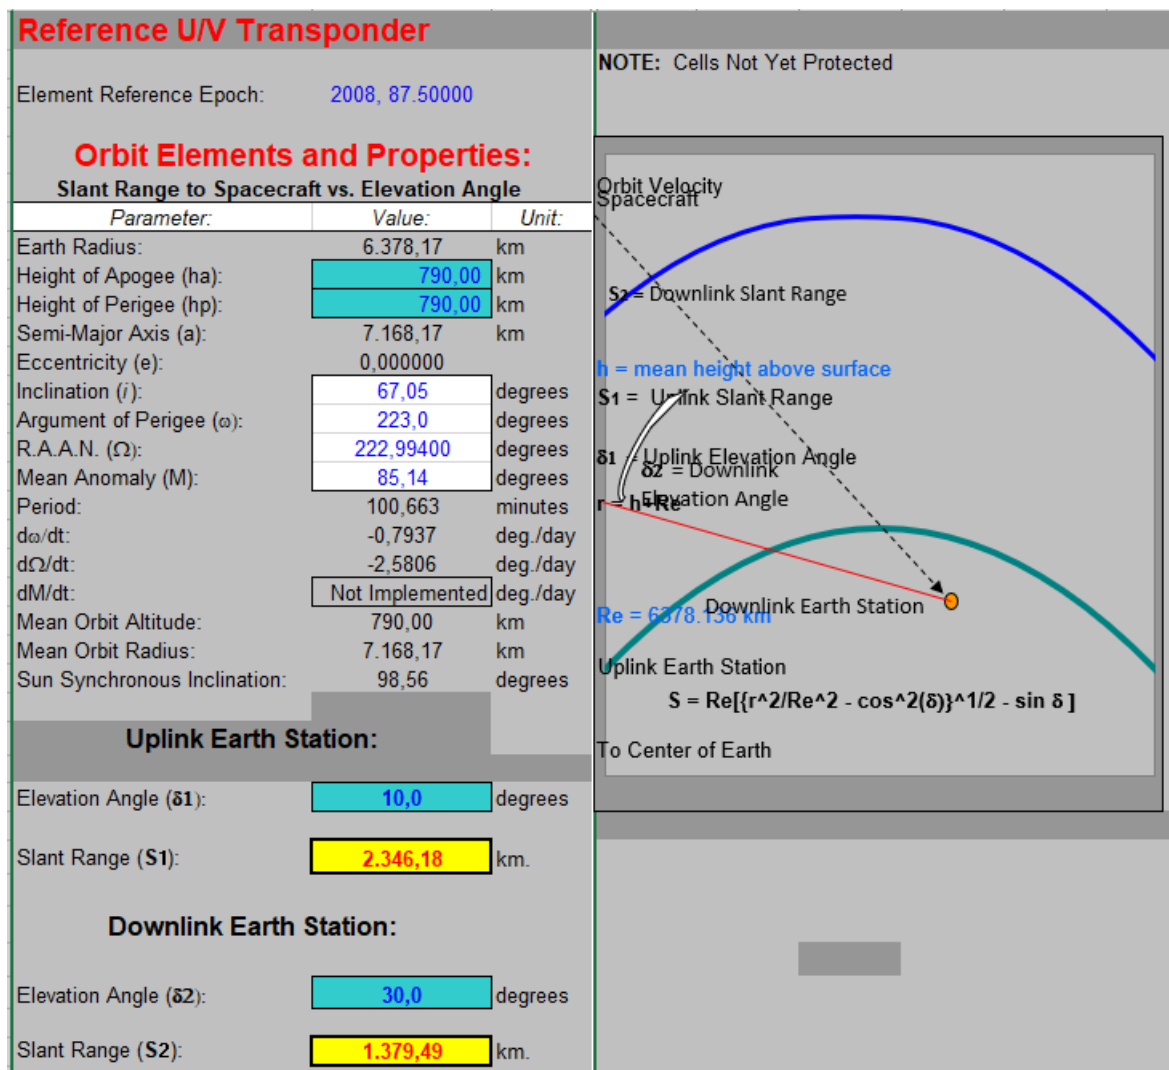 Reference U/V Transponder
NOTE: Cells Not Yet Protected
Element Reference Epoch: 2008, 87.50000
Orbit Elements and Properties:
Slant Range to Spacecraft vs. Elevation Angle
Parameter: Value: Unit:
Earth Radius: 6.378,17 km
Height of Apogee (ha): 790,00 km
Height of Perigee (hp): 790,00 km
Semi-Major Axis (a): 7.168,17 km
Eccentricity (e): 0,000000
Inclination (i): 67,05 degrees
Argument of Perigee (ω): 223,0 degrees
R.A.A.N. (Ω): 222,99400 degrees
Mean Anomaly (M): 85,14 degrees
Period: 100,663 minutes
dω/dt: -0,7937 deg./day
dΩ/dt: -2,5806 deg./day
dM/dt: Not Implemented deg./day
Mean Orbit Altitude: 790,00 km
Mean Orbit Radius: 7.168,17 km
Sun Synchronous Inclination: 98,56 degrees
Uplink Earth Station:
Elevation Angle (δ1): 10,0 degrees
Slant Range (S1): 2.346,18 km.
Downlink Earth Station:
Elevation Angle (δ2): 30,0 degrees
Slant Range (S2): 1.379,49 km.
Orbit Velocity
Spacecraft
S2 = Downlink Slant Range
h = mean height above surface
S1 = Uplink Slant Range
δ1 = Uplink Elevation Angle
δ2 = Downlink
Elevation Angle
r = h+Re
Downlink Earth Station
Re = 6378.136 km
Uplink Earth Station
S = Re[{r^2/Re^2 - cos^2(δ)}^1/2 - sin δ ]
To Center of Earth